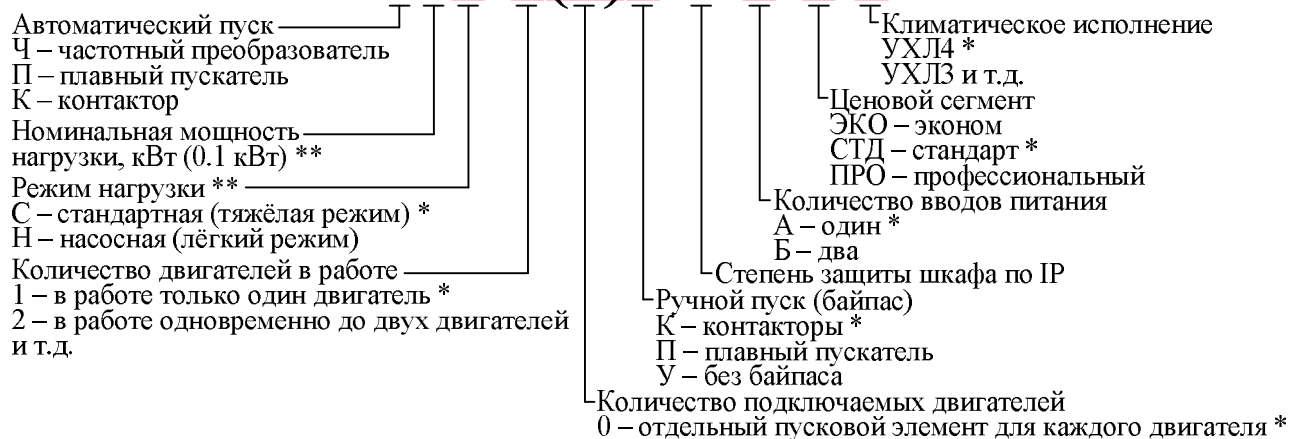 Автоматический пуск
Ч – частотный преобразователь
П – плавный пускатель
К – контактор
Номинальная мощность
нагрузки, кВт (0.1 кВт) **
Режим нагрузки **
С – стандартная (тяжёлая режим) *
Н – насосная (лёгкий режим)
Количество двигателей в работе
1 – в работе только один двигатель *
2 – в работе одновременно до двух двигателей
и т.д.
Климатическое исполнение
УХЛ4 *
УХЛ3 и т.д.
Ценовой сегмент
ЭКО – эконом
СТД – стандарт *
ПРО – профессиональный
Количество вводов питания
А – один *
Б – два
Степень защиты шкафа по IP
Ручной пуск (байпас)
К – контакторы *
П – плавный пускатель
У – без байпаса
Количество подключаемых двигателей
0 – отдельный пусковой элемент для каждого двигателя *